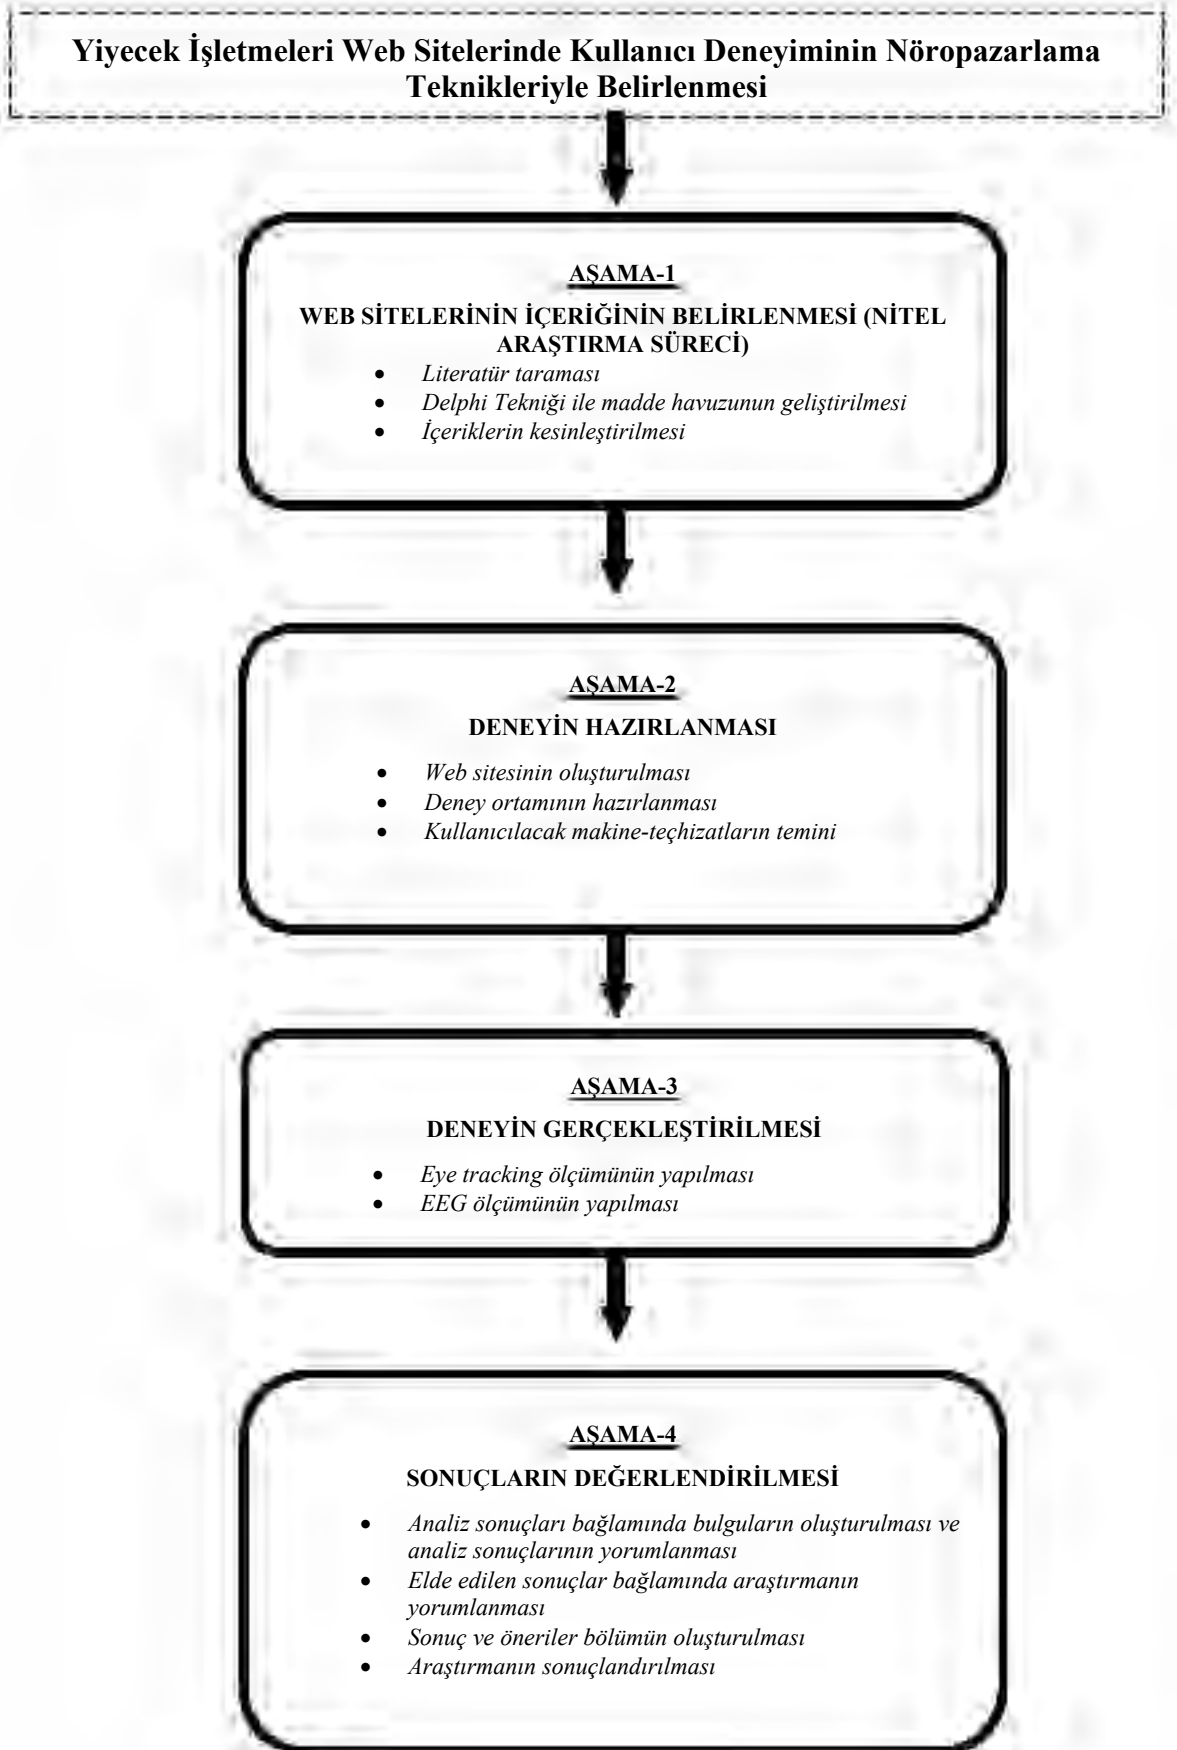 Yiyecek İşletmeleri Web Sitelerinde Kullanıcı Deneyiminin Nöropazarlama
Teknikleriyle Belirlenmesi
AŞAMA-1
WEB SİTELERİNİN İÇERİĞİNİN BELİRLENMESİ (NİTEL
ARAŞTIRMA SÜRECİ)
• Literatür taraması
• Delphi Tekniği ile madde havuzunun geliştirilmesi
• İçeriklerin kesinleştirilmesi
AŞAMA-2
DENEYİN HAZIRLANMASI
• Web sitesinin oluşturulması
• Deney ortamının hazırlanması
• Kullanıcılacak makine-teçhizatların temini
AŞAMA-3
DENEYİN GERÇEKLEŞTİRİLMESİ
• Eye tracking ölçümünün yapılması
• EEG ölçümünün yapılması
AŞAMA-4
SONUÇLARIN DEĞERLENDİRİLMESİ
• Analiz sonuçları bağlamında bulguların oluşturulması ve
analiz sonuçlarının yorumlanması
• Elde edilen sonuçlar bağlamında araştırmanın
yorumlanması
• Sonuç ve öneriler bölümün oluşturulması
• Araştırmanın sonuçlandırılması